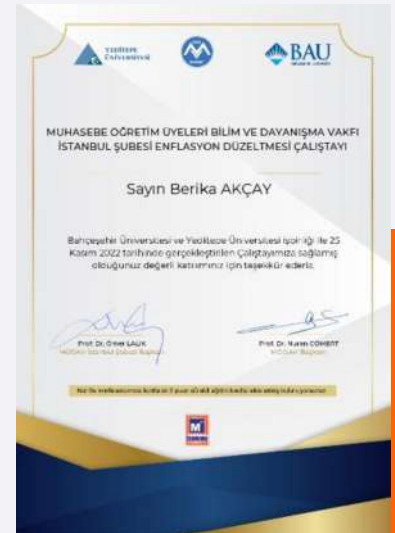 YEDİTEPE
ÜNİVERSİTESİ
BAU
MUHASEBE ÖĞRETİM ÜYELERİ BİLİM VE DAYANIŞMA VAKFI
İSTANBUL ŞUBESİ ENFLASYON DÜZELTMESİ ÇALIŞTAYI
Sayın Berika AKÇAY
Bahçeşehir Üniversitesi ve Yeditepe Üniversitesi işbirliği ile 25
Kasım 2022 tarihinde gerçekleştirilen Çalıştayımıza sağlamış
olduğunuz değerli katılımınız için teşekkür ederiz.
Prof. Dr. Ömer LALİK
Prof. Dr. Nuran CÖMERT